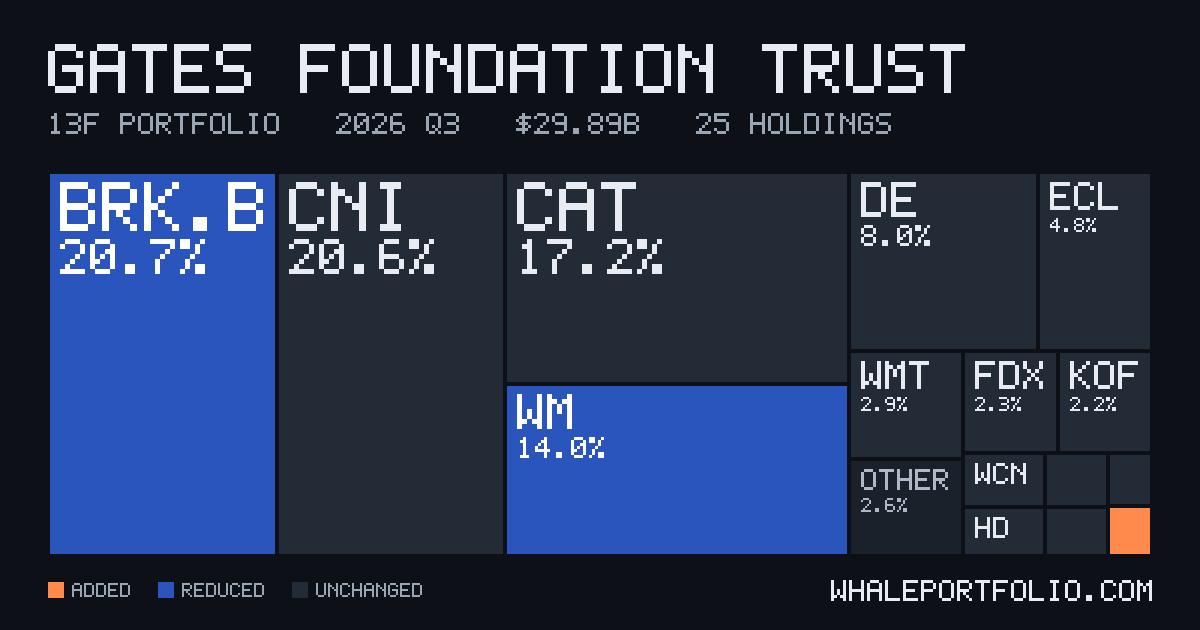 GATES FOUNDATION TRUST
13F PORTFOLIO 2026 Q3 $29.89B 25 HOLDINGS
BRK.B
20.7%
CNI
20.6%
CAT
17.2%
WM
14.0%
DE
8.0%
ECL
4.8%
WMT
2.9%
FDX
2.3%
KOF
2.2%
OTHER
2.6%
WCN
HD
ADDED REDUCED UNCHANGED
WHALEPORTFOLIO.COM